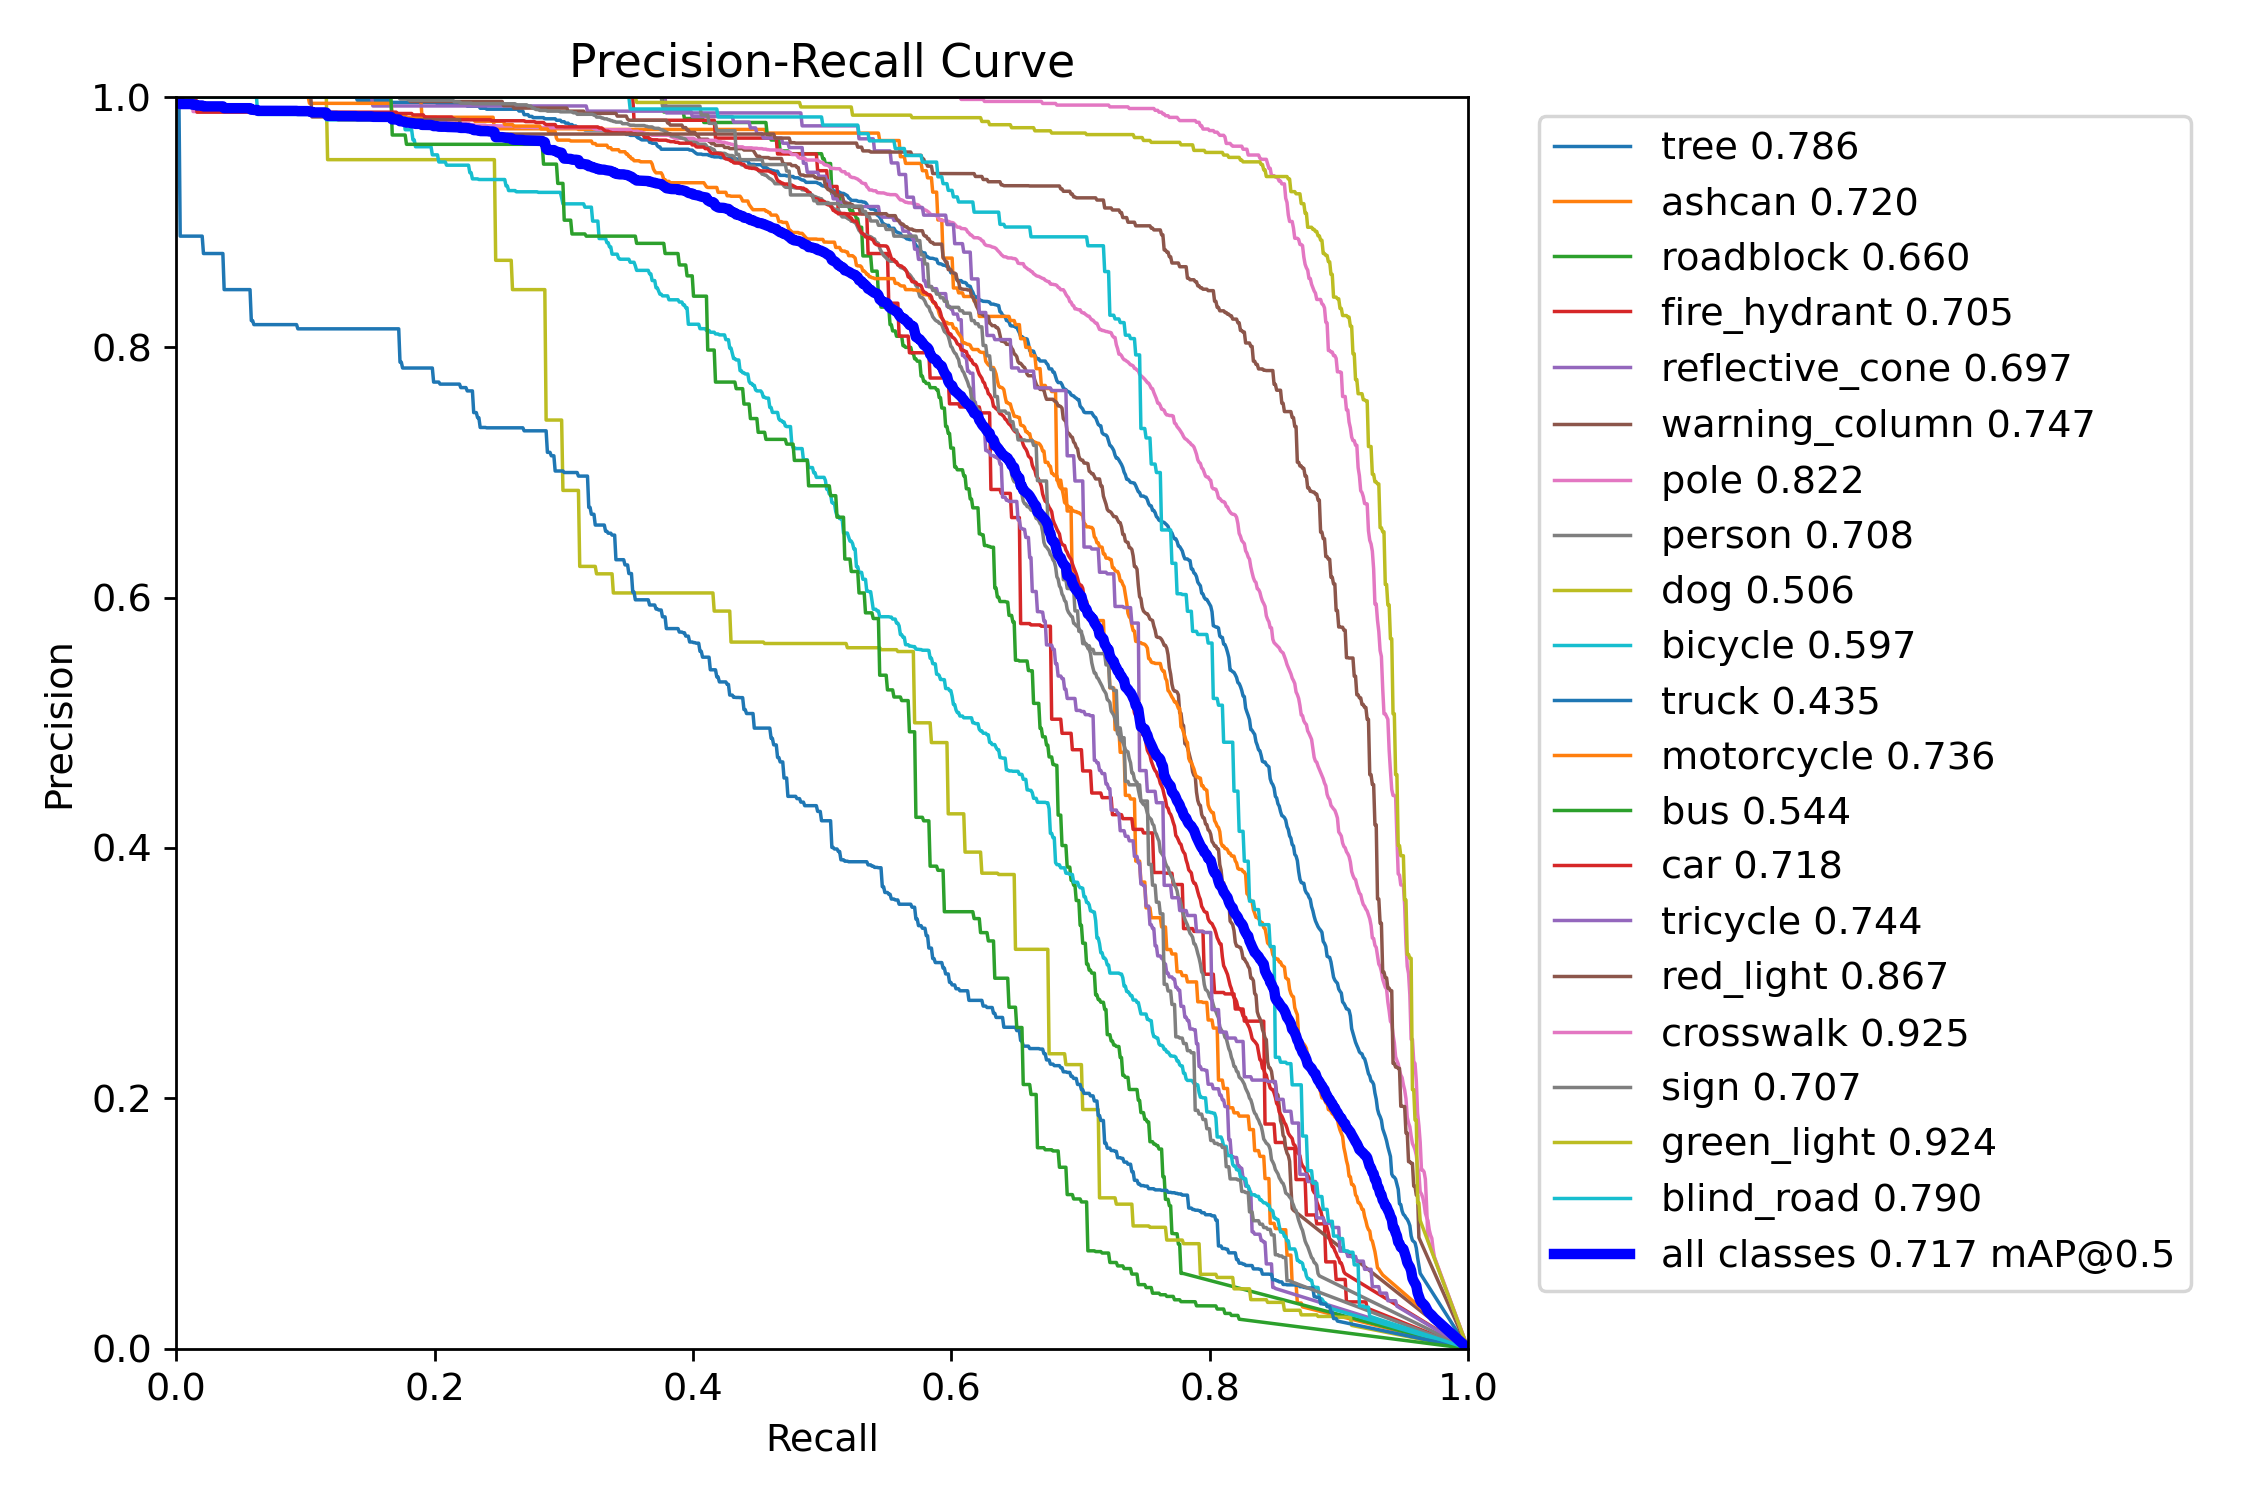 Precision-Recall Curve
1.0
0.8
0.6
0.4
0.2
0.0
Precision
0.0 0.2 0.4 0.6 0.8 1.0
Recall
tree 0.786
ashcan 0.720
roadblock 0.660
fire_hydrant 0.705
reflective_cone 0.697
warning_column 0.747
pole 0.822
person 0.708
dog 0.506
bicycle 0.597
truck 0.435
motorcycle 0.736
bus 0.544
car 0.718
tricycle 0.744
red_light 0.867
crosswalk 0.925
sign 0.707
green_light 0.924
blind_road 0.790
all classes 0.717 mAP@0.5